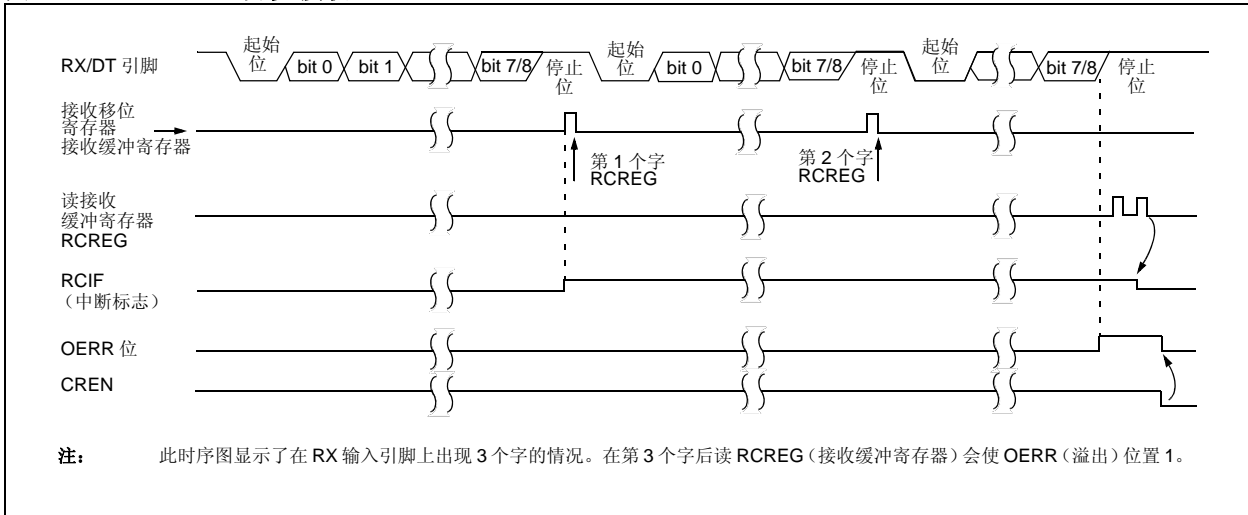 起始
位
bit 0
bit 1
bit 7/8
停止
位
起始
位
bit 0
bit 7/8
停止
位
起始
位
bit 7/8
停止
位
RX/DT 引脚
接收移位
寄存器
接收缓冲寄存器
第 1 个字
RCREG
第 2 个字
RCREG
读接收
缓冲寄存器
RCREG
RCIF
(中断标志)
OERR 位
CREN
注: 此时序图显示了在 RX 输入引脚上出现 3 个字的情况。在第 3 个字后读 RCREG(接收缓冲寄存器)会使 OERR(溢出)位置 1。